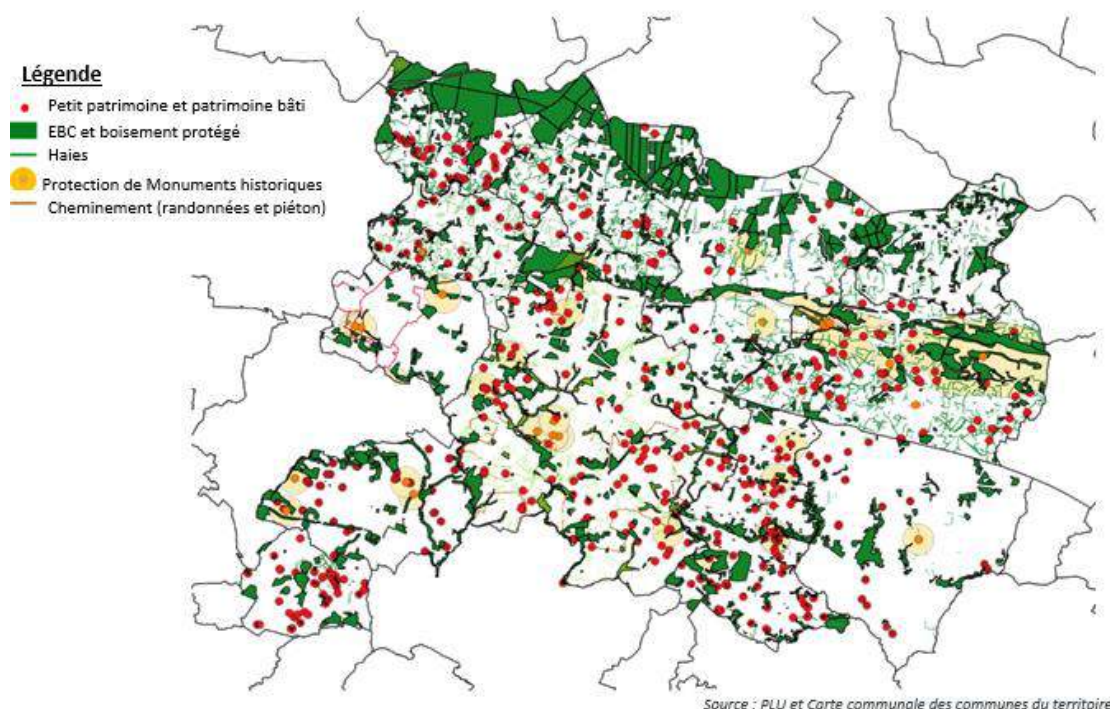 Légende
Petit patrimoine et patrimoine bâti
EBC et boisement protégé
Haies
Protection de Monuments historiques
Cheminement (randonnées et piéton)
Source : PLU et Carte communale des communes du territoire